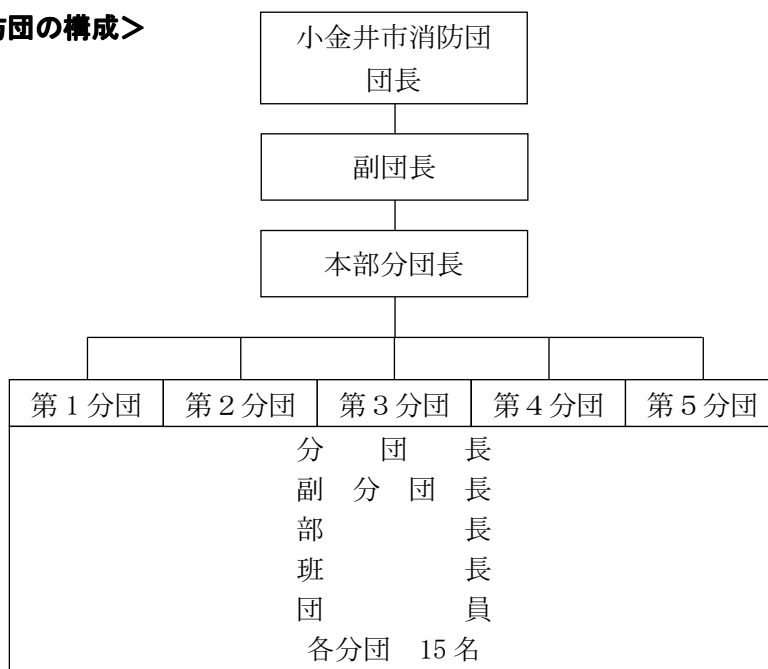 団の構成＞
小金井市消防団
団長
副団長
本部分団長
第１分団 第２分団 第３分団 第４分団 第５分団
分団長
副分団長
部長
班長
団員
各分団 15名